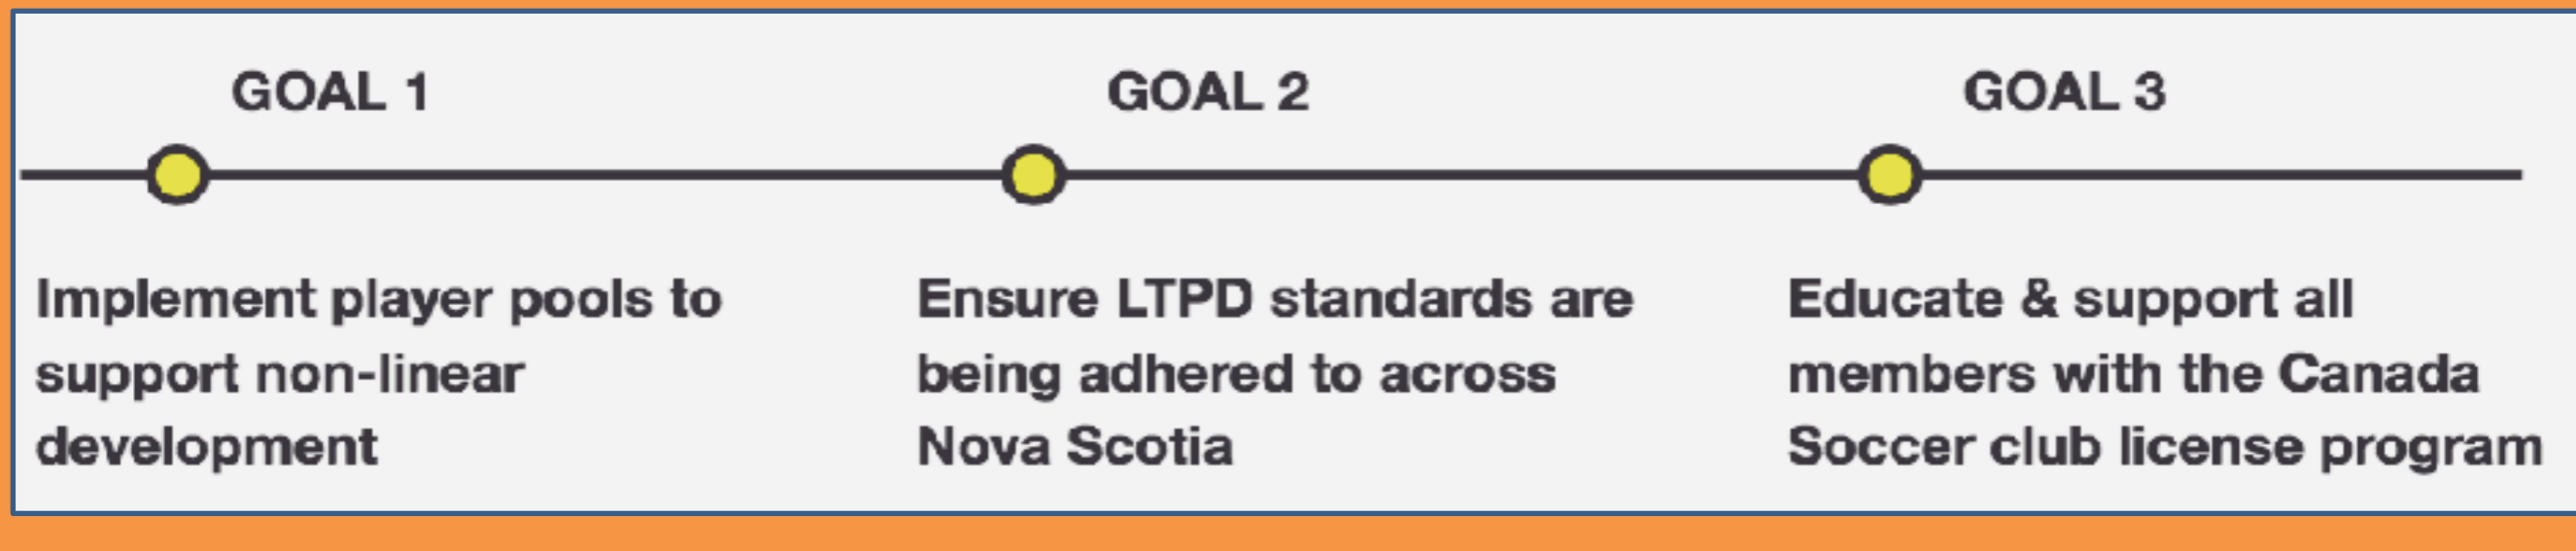 GOAL 1
Implement player pools to
support non-linear
development
GOAL 2
Ensure LTPD standards are
being adhered to across
Nova Scotia
GOAL 3
Educate & support all
members with the Canada
Soccer club license program